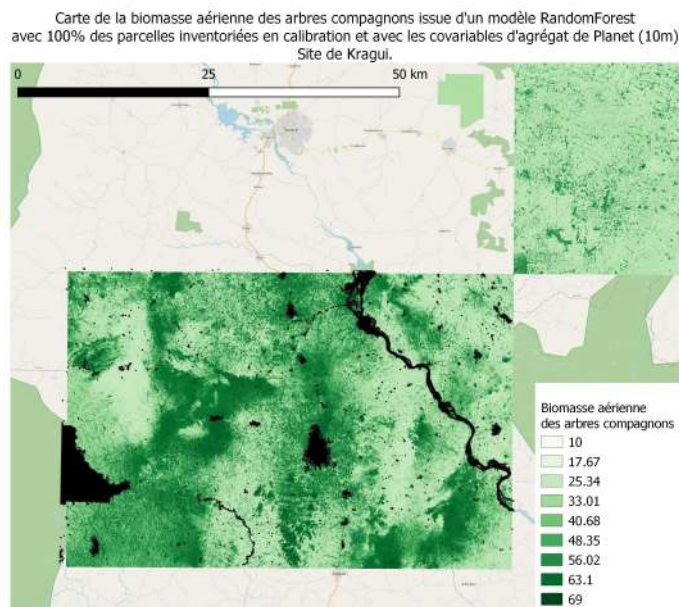 Carte de la biomasse aérienne des arbres compagnons issue d'un modèle RandomForest
avec 100% des parcelles inventoriées en calibration et avec les covariables d'agrégat de Planet (10m)
Site de Kragui.
0 25 50 km
Biomasse aérienne
des arbres compagnons
10
17.67
25.34
33.01
40.68
48.35
56.02
63.1
69